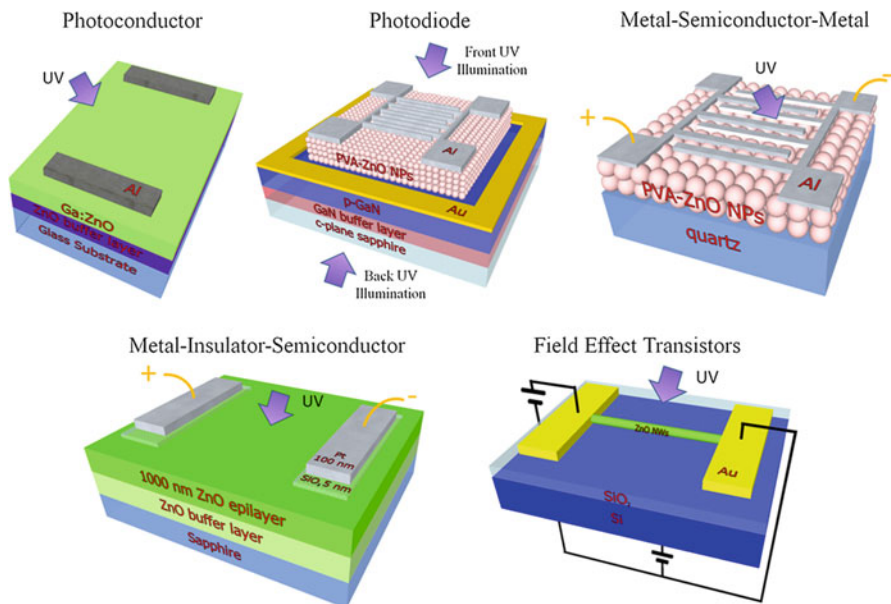 Photoconductor
UV
Al
Ga:ZnO
ZnO buffer layer
Glass Substrate
Photodiode
Front UV
Illumination
Al
PVA-ZnO NPs
Au
p-GaN
GaN buffer layer
c-plane sapphire
Back UV
Illumination
Metal-Semiconductor-Metal
UV
+
-
Al
PVA-ZnO NPs
quartz
Metal-Insulator-Semiconductor
+
UV
-
Pt
100 nm
SiO₂ 5 nm
1000 nm ZnO epilayer
ZnO buffer layer
Sapphire
Field Effect Transistors
UV
ZnO NWs
Au
SiO₂
Si